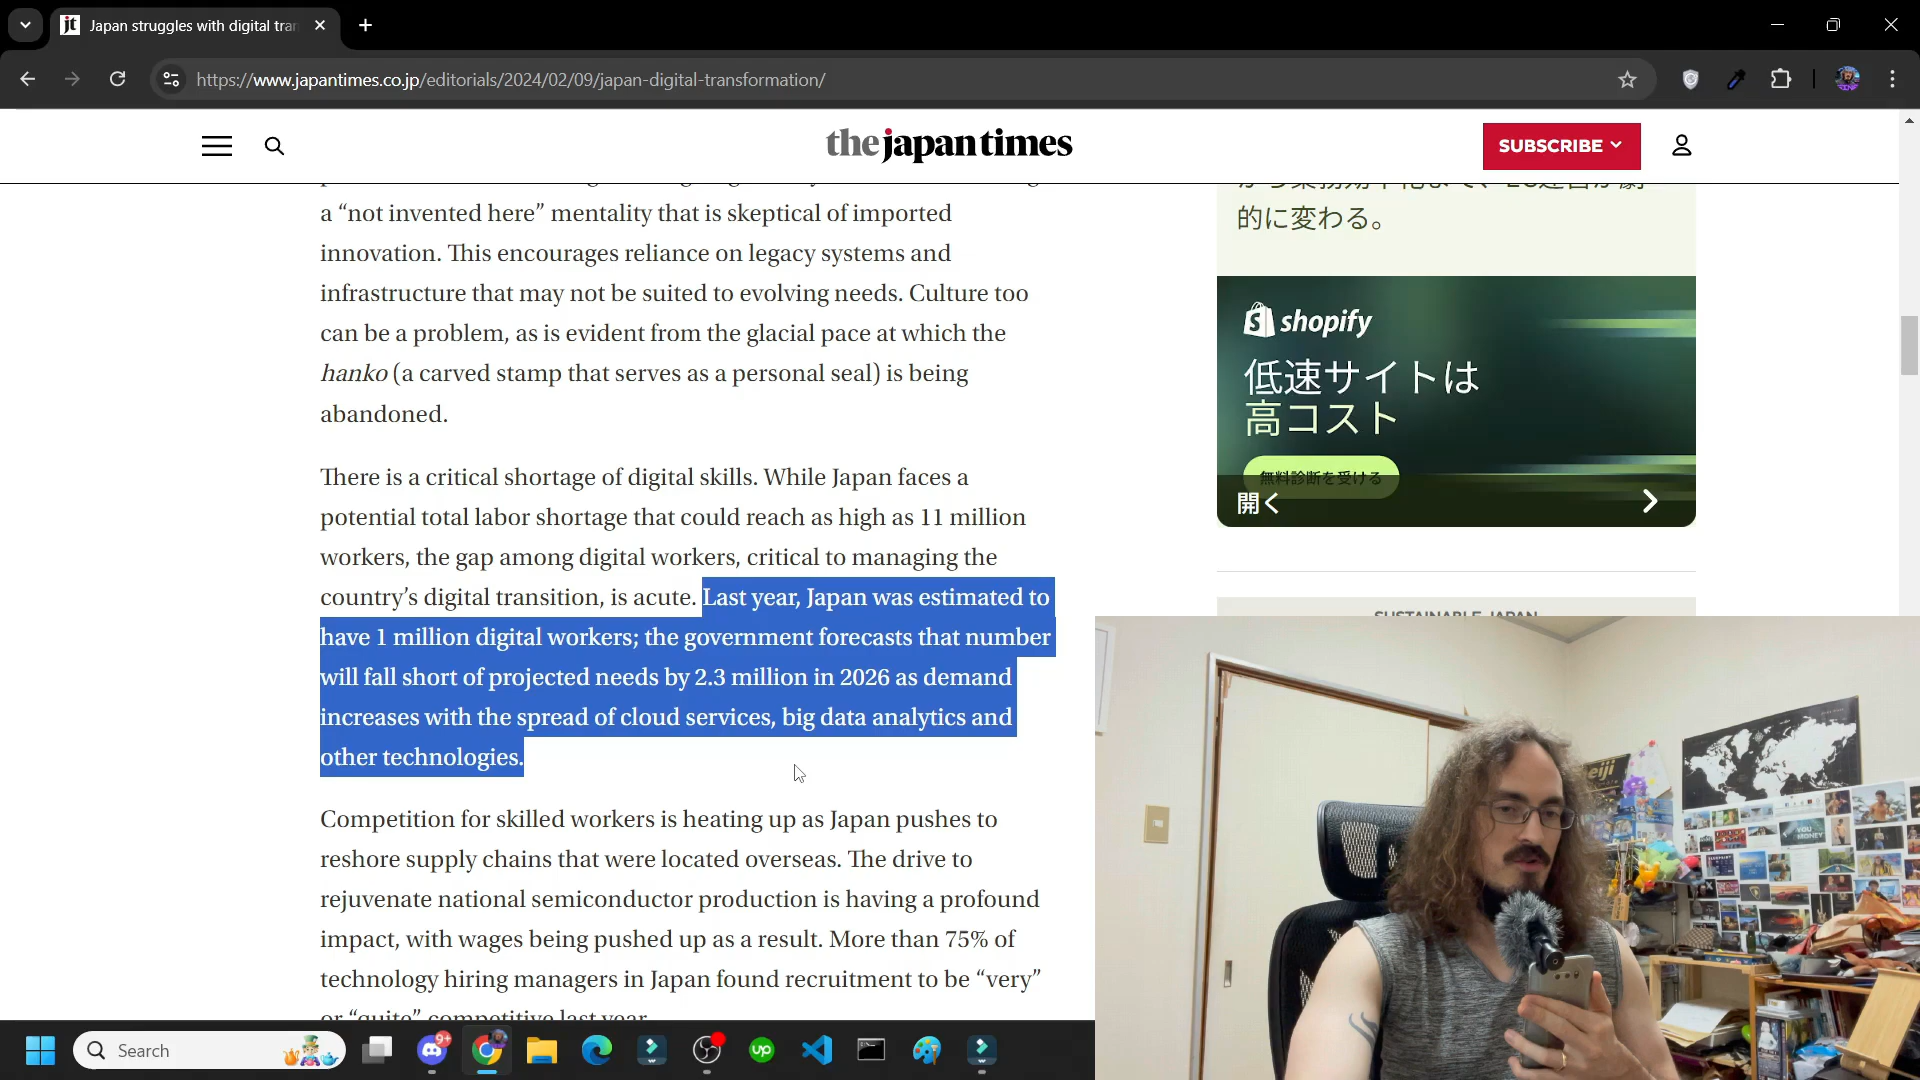 Japan struggles with digital tran
https://www.japantimes.co.jp/editorials/2024/02/09/japan-digital-transformation/
the japan times
SUBSCRIBE
a “not invented here” mentality that is skeptical of imported
innovation. This encourages reliance on legacy systems and
infrastructure that may not be suited to evolving needs. Culture too
can be a problem, as is evident from the glacial pace at which the
hanko (a carved stamp that serves as a personal seal) is being
abandoned.
There is a critical shortage of digital skills. While Japan faces a
potential total labor shortage that could reach as high as 11 million
workers, the gap among digital workers, critical to managing the
country’s digital transition, is acute. Last year, Japan was estimated to
have 1 million digital workers; the government forecasts that number
will fall short of projected needs by 2.3 million in 2026 as demand
increases with the spread of cloud services, big data analytics and
other technologies.
Competition for skilled workers is heating up as Japan pushes to
reshore supply chains that were located overseas. The drive to
rejuvenate national semiconductor production is having a profound
impact, with wages being pushed up as a result. More than 75% of
technology hiring managers in Japan found recruitment to be “very”
or “quite” competitive last year.
的に変わる。
shopify
低速サイトは
高コスト
無料診断を受ける
開く
SUSTAINABLE JAPAN
meiji
YOU
MONEY
Search
9+
up